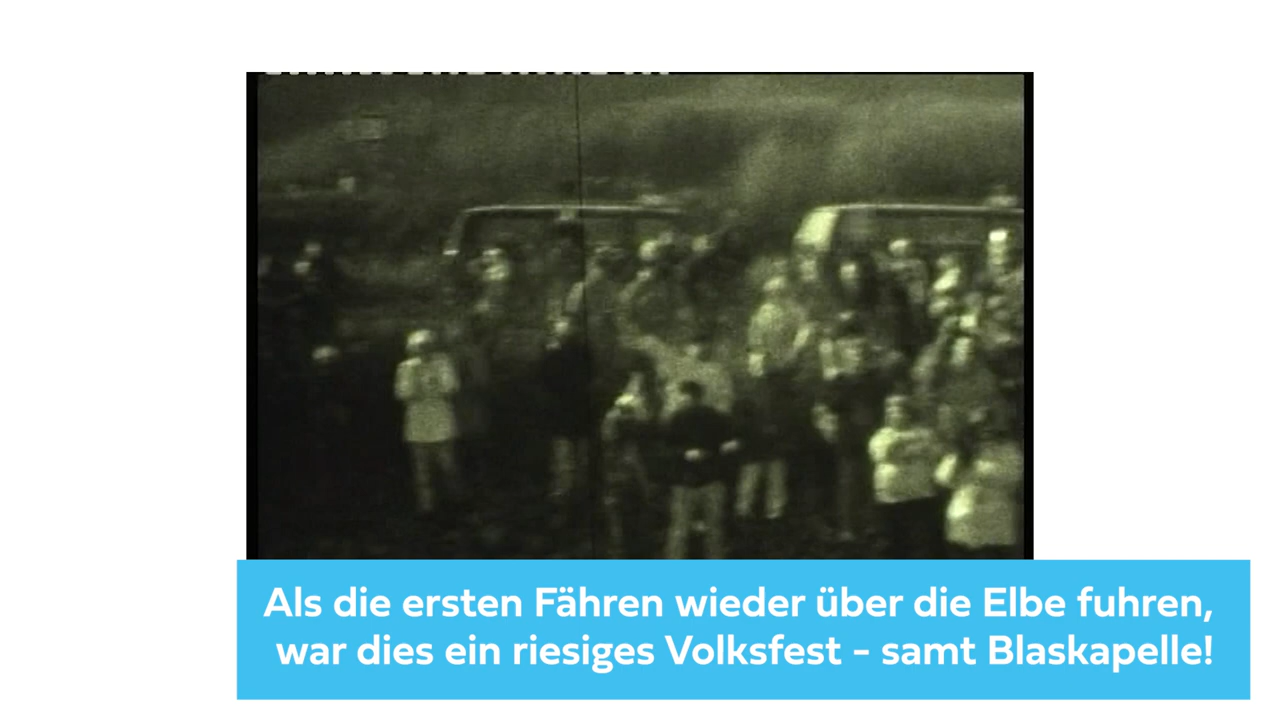 Als die ersten Fähren wieder über die Elbe fuhren,
war dies ein riesiges Volksfest - samt Blaskapelle!